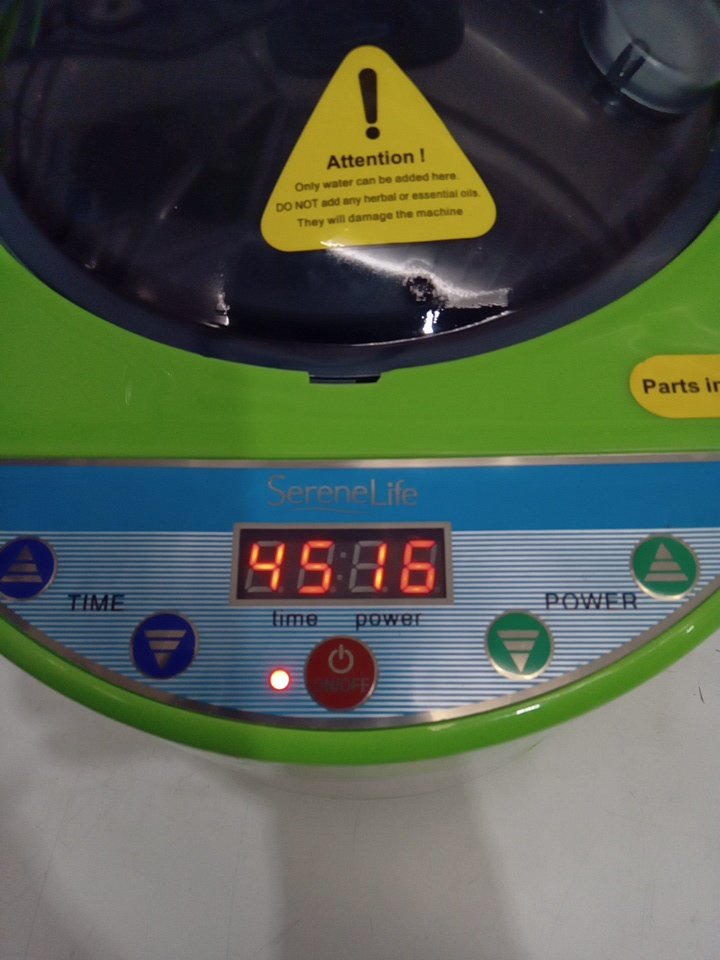 !
Attention !
Only water can be added here.
DO NOT add any herbal or essential oils.
They will damage the machine
Parts in
SereneLife
45 16
TIME
POWER
time power
ON/OFF